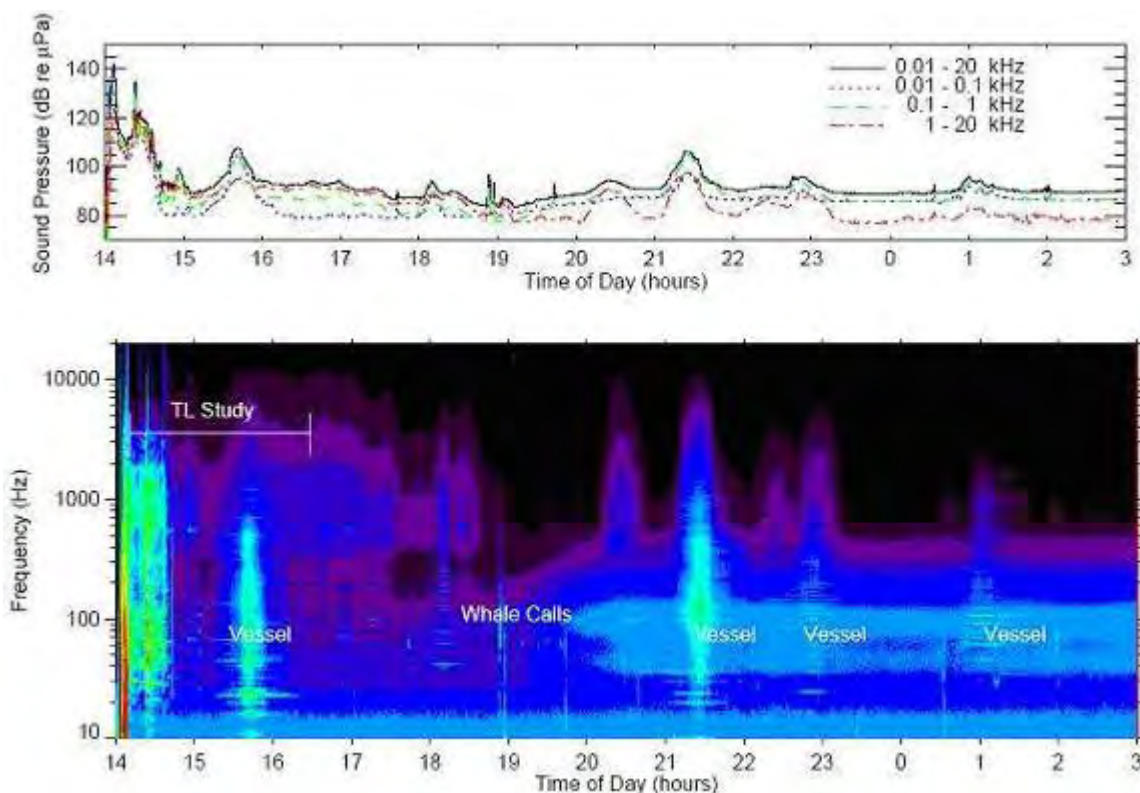 Sound Pressure (dB re µPa)
140
120
100
80
0.01 - 20 kHz
0.01 - 0.1 kHz
0.1 - 1 kHz
1 - 20 kHz
14 15 16 17 18 19 20 21 22 23 0 1 2 3
Time of Day (hours)
Frequency (Hz)
10000
1000
100
10
TL Study
Whale Calls
Vessel Vessel Vessel Vessel
14 15 16 17 18 19 20 21 22 23 0 1 2 3
Time of Day (hours)